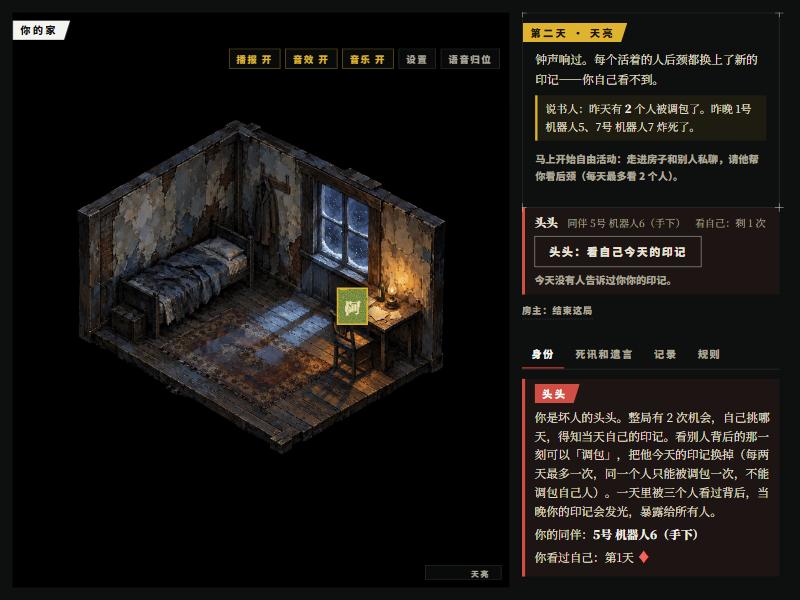 你的家
播报 开
音效 开
音乐 开
设置
语音归位
天亮
第二天 · 天亮
钟声响过。每个活着的人后颈都换上了新的
印记——你自己看不到。
说书人：昨天有 2 个人被调包了。昨晚 1号
机器人5、7号 机器人7 炸死了。
马上开始自由活动：走进房子和别人私聊，请他帮
你看后颈（每天最多看 2 个人）。
头头 同伴 5号 机器人6（手下） 看自己：剩 1 次
头头：看自己今天的印记
今天没有人告诉过你你的印记。
房主：结束这局
身份 死讯和遗言 记录 规则
头头
你是坏人的头头。整局有 2 次机会，自己挑哪
天，得知当天自己的印记。看别人背后的那一
刻可以「调包」，把他今天的印记换掉（每两
天最多一次，同一个人只能被调包一次，不能
调包自己人）。一天里被三个人看过背后，当
晚你的印记会发光，暴露给所有人。
你的同伴：5号 机器人6（手下）
你看过自己：第1天